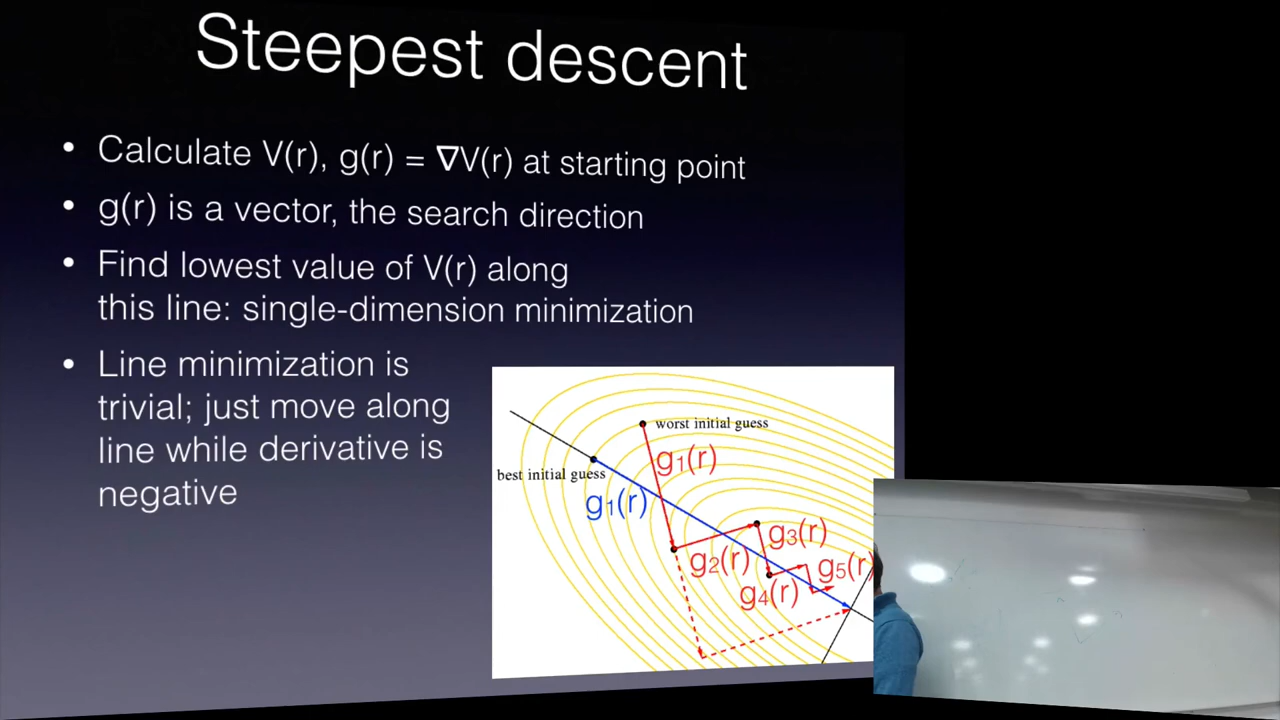 Steepest descent
• Calculate V(r), g(r) = ∇V(r) at starting point
• g(r) is a vector, the search direction
• Find lowest value of V(r) along
this line: single-dimension minimization
• Line minimization is
trivial; just move along
line while derivative is
negative
worst initial guess
g1(r)
best initial guess
g1(r)
g3(r)
g2(r)
g5(r)
g4(r)